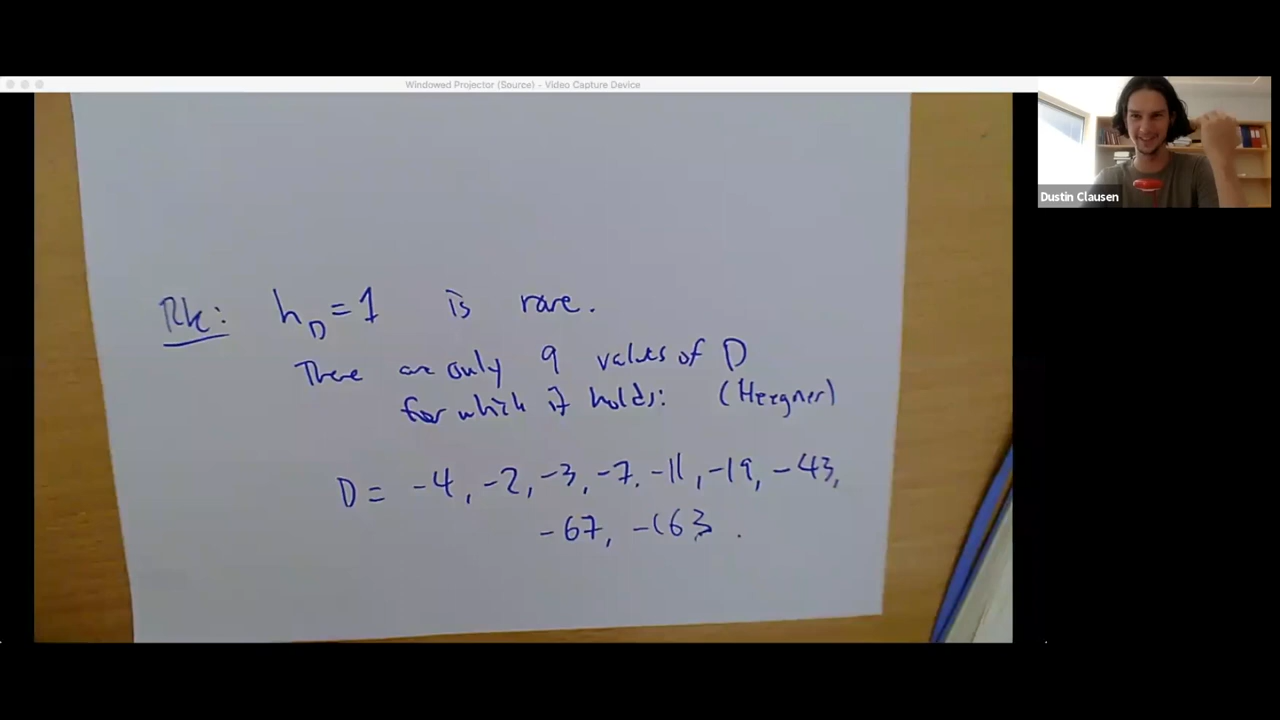 Windowed Projector (Source) - Video Capture Device
Dustin Clausen
Rk: h_D = 1 is rare.
There are only 9 values of D
for which it holds: (Heegner)
D = -4, -2, -3, -7, -11, -19, -43,
-67, -163.